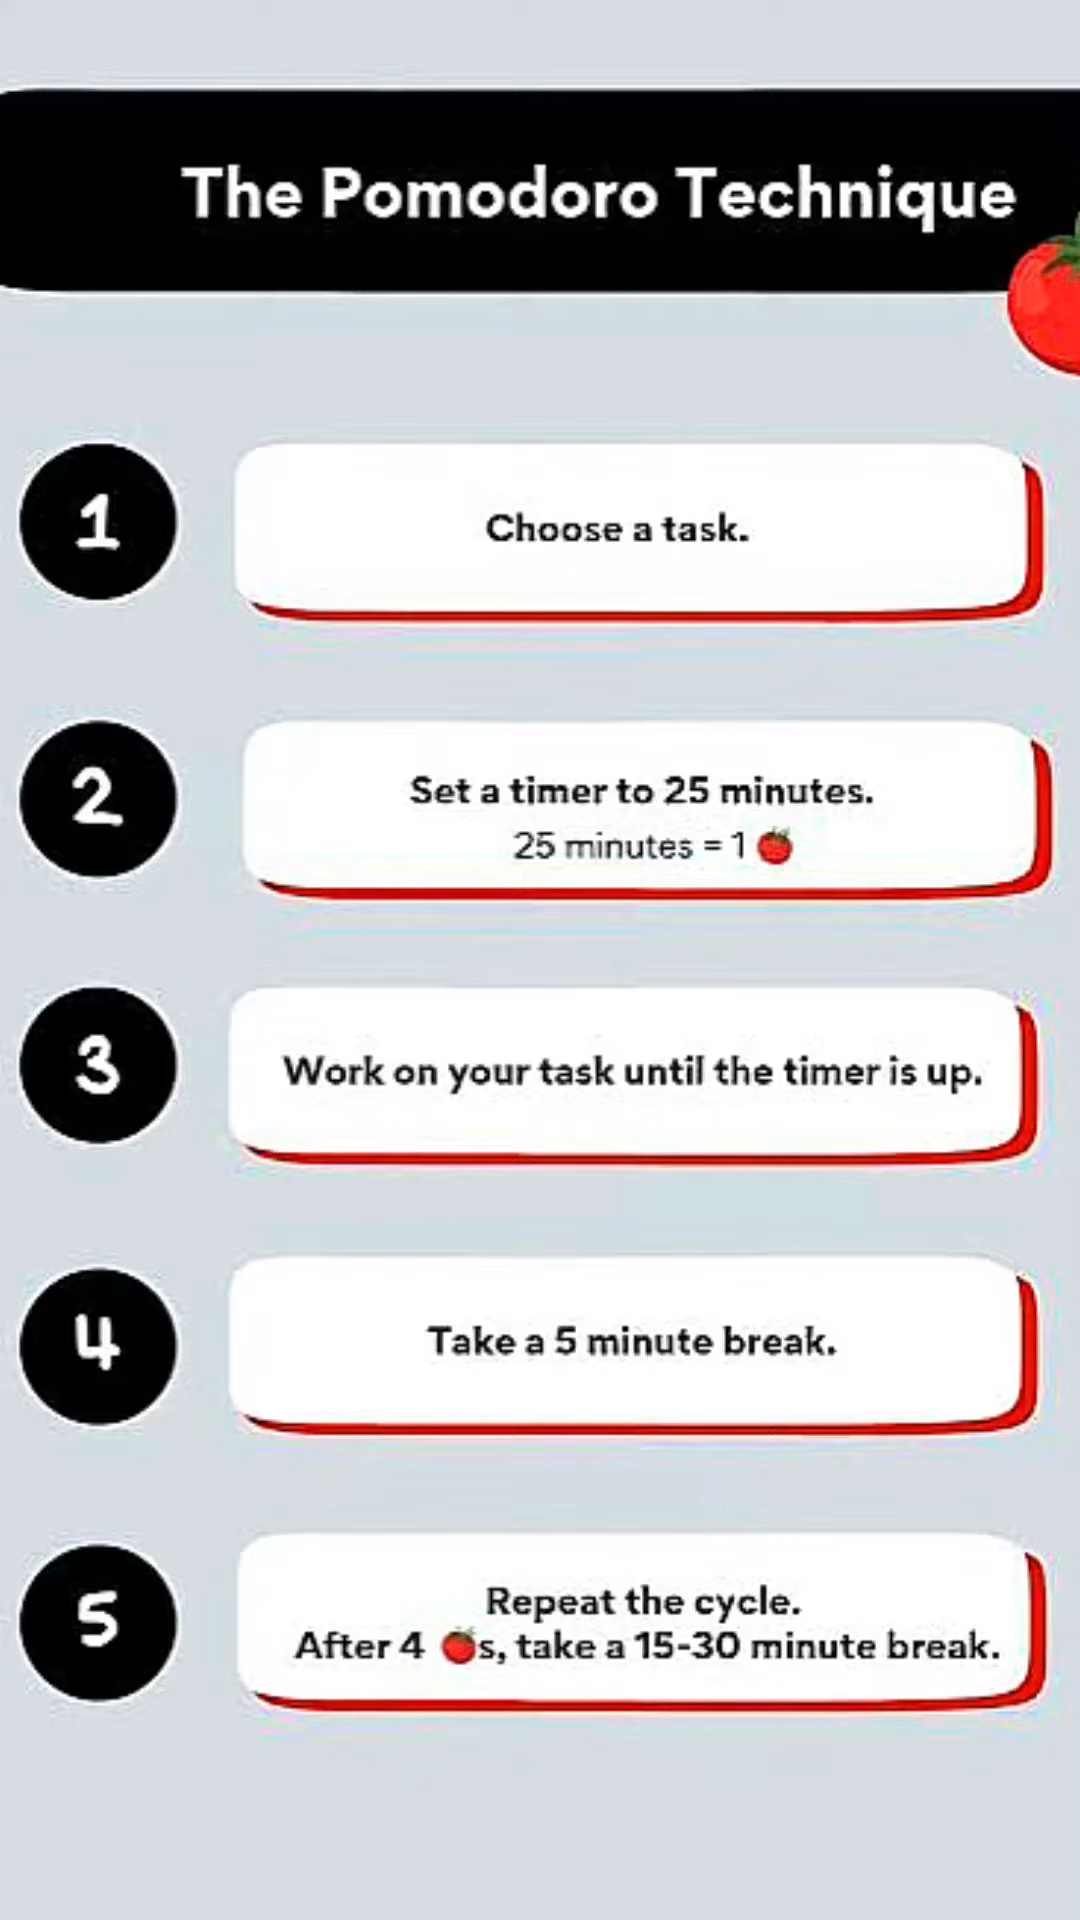 The Pomodoro Technique
1
Choose a task.
2
Set a timer to 25 minutes.
25 minutes = 1 🍅
3
Work on your task until the timer is up.
4
Take a 5 minute break.
5
Repeat the cycle.
After 4 🍅s, take a 15-30 minute break.